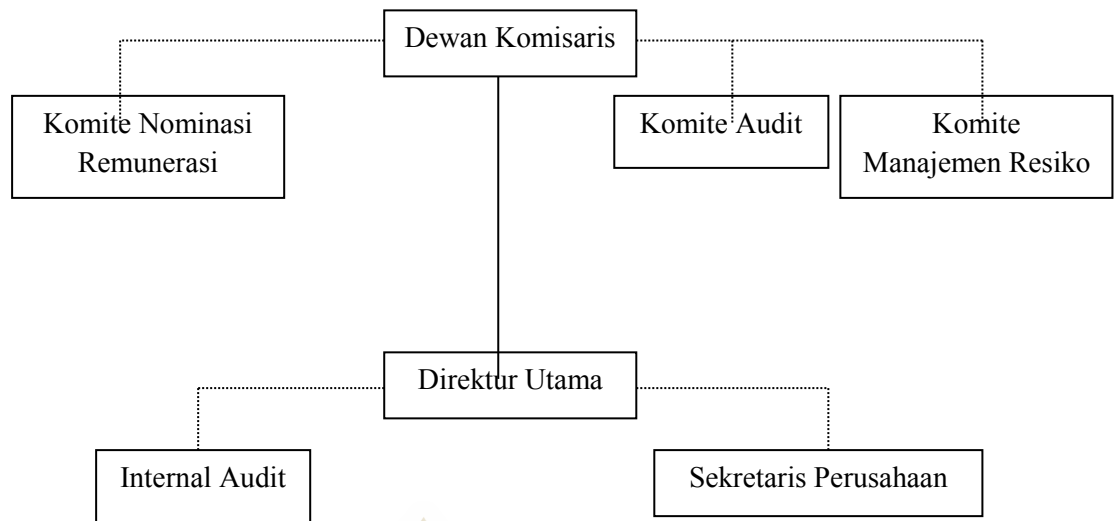 Dewan Komisaris
Komite Nominasi
Remunerasi
Komite Audit
Komite
Manajemen Resiko
Direktur Utama
Internal Audit
Sekretaris Perusahaan